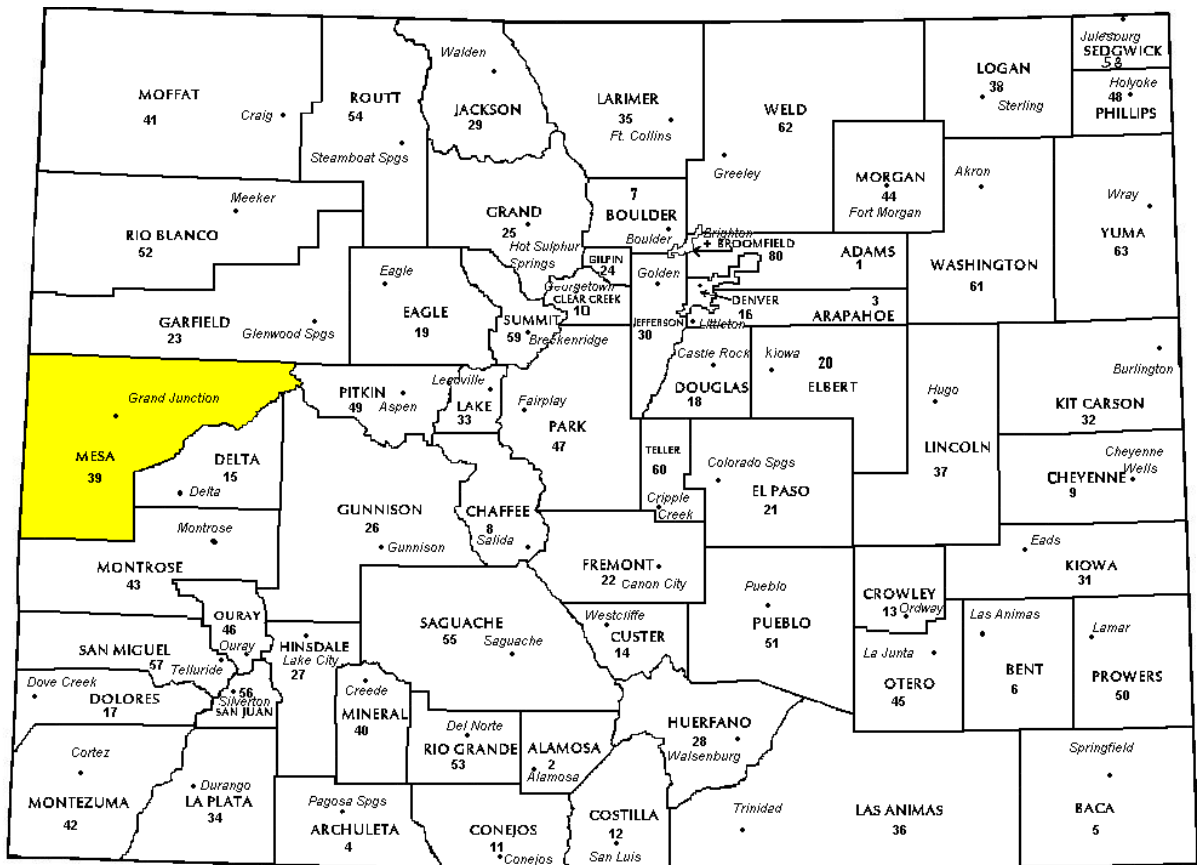 Julesburg
SEDGWICK
58
Walden
LOGAN
38
Sterling
Holyoke
48
PHILLIPS
MOFFAT
41
Craig
ROUTT
54
Steamboat Spgs
JACKSON
29
LARIMER
35
Ft. Collins
WELD
62
Greeley
MORGAN
44
Fort Morgan
Akron
WASHINGTON
61
Wray
YUMA
63
Meeker
RIO BLANCO
52
GRAND
25
Hot Sulphur
Springs
7
BOULDER
Boulder
Brighton
+ BROOMFIELD
80
ADAMS
1
GILPIN
24
Golden
Georgetown
CLEAR CREEK
10
DENVER
16
3
ARAPAHOE
Littleton
JEFFERSON
30
Eagle
EAGLE
19
SUMMIT
59
Breckenridge
GARFIELD
23
Glenwood Spgs
Castle Rock
DOUGLAS
18
Kiowa
20
ELBERT
Hugo
LINCOLN
37
Burlington
KIT CARSON
32
Grand Junction
MESA
39
PITKIN
49
Aspen
Leadville
LAKE
33
Fairplay
PARK
47
TELLER
60
Cripple
Creek
Colorado Spgs
EL PASO
21
Cheyenne
Wells
CHEYENNE
9
DELTA
15
Delta
GUNNISON
26
Gunnison
CHAFFEE
8
Salida
Montrose
MONTROSE
43
FREMONT
22
Canon City
Pueblo
PUEBLO
51
CROWLEY
13
Ordway
Eads
KIOWA
31
OURAY
46
Ouray
HINSDALE
Lake City
27
SAGUACHE
55
Saguache
Westcliffe
CUSTER
14
La Junta
OTERO
45
Las Animas
BENT
6
Lamar
PROWERS
50
SAN MIGUEL
57
Telluride
Dove Creek
DOLORES
17
56
Silverton
SAN JUAN
Creede
MINERAL
40
Del Norte
RIO GRANDE
53
ALAMOSA
2
Alamosa
HUERFANO
28
Walsenburg
Cortez
MONTEZUMA
42
Durango
LA PLATA
34
Pagosa Spgs
ARCHULETA
4
CONEJOS
11
Conejos
COSTILLA
12
San Luis
Trinidad
LAS ANIMAS
36
Springfield
BACA
5